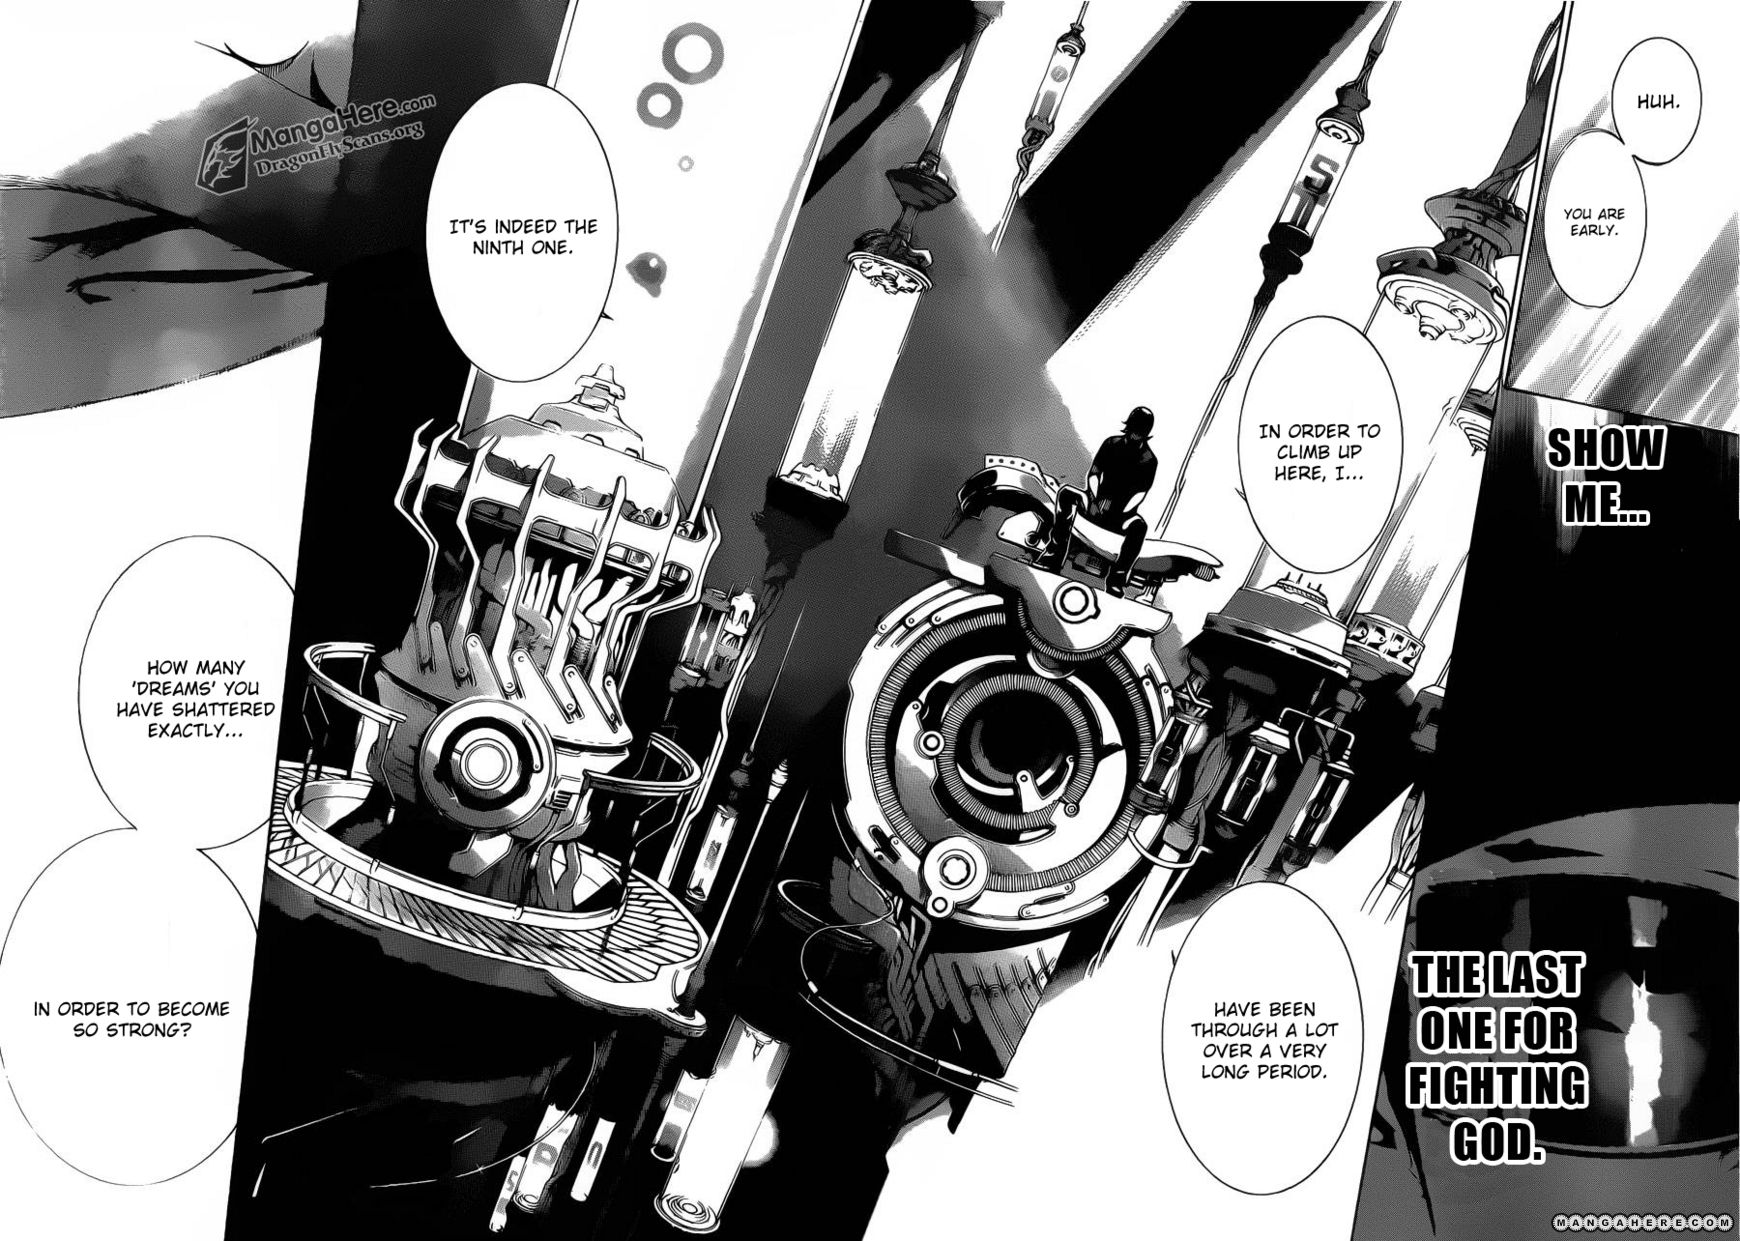 HUH.
YOU ARE
EARLY.
SHOW
ME...
THE LAST
ONE FOR
FIGHTING
GOD.
IN ORDER TO
CLIMB UP
HERE, I...
HAVE BEEN
THROUGH A LOT
OVER A VERY
LONG PERIOD.
IT'S INDEED THE
NINTH ONE.
HOW MANY
'DREAMS' YOU
HAVE SHATTERED
EXACTLY...
IN ORDER TO BECOME
SO STRONG?
MangaHere.com
DragonFlyScans.org
MANGAHERE.COM